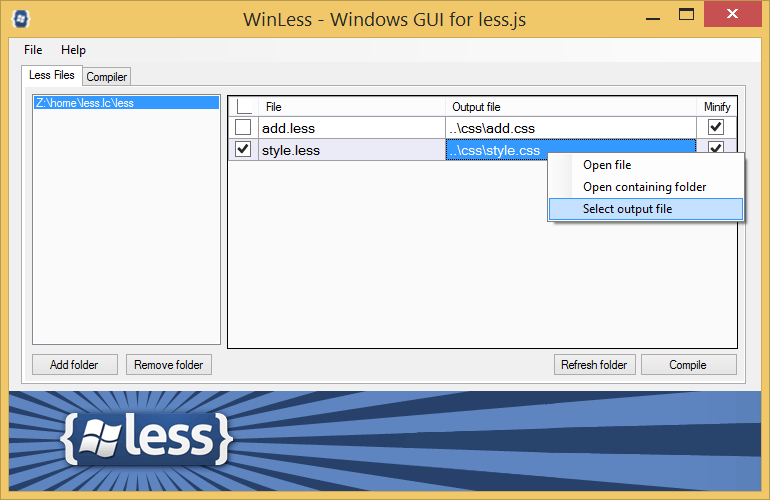 WinLess - Windows GUI for less.js
File Help
Less Files Compiler
Z:\home\less.lc\less
File Output file Minify
add.less ..\css\add.css
style.less ..\css\style.css
Open file
Open containing folder
Select output file
Add folder Remove folder Refresh folder Compile
{less}